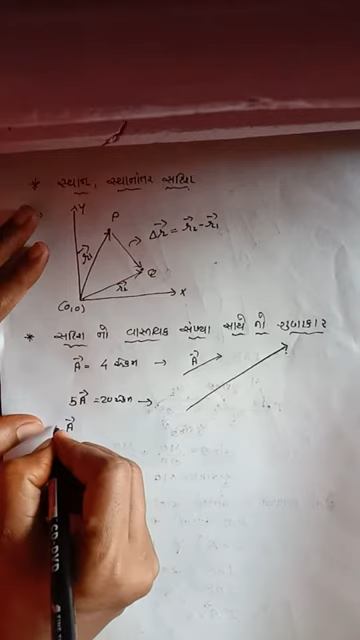 * સ્થાન, સ્થાનાંતર સદિશ
Y
P
r⃗₁
Δr⃗ = r⃗₂ - r⃗₁
Q
r⃗₂
(0,0)
X
* સદિશ નો વાસ્તવિક સંખ્યા સાથે નો ગુણાકાર
A⃗ = 4 એકમ → A⃗
5A⃗ = 20 એકમ →
A⃗